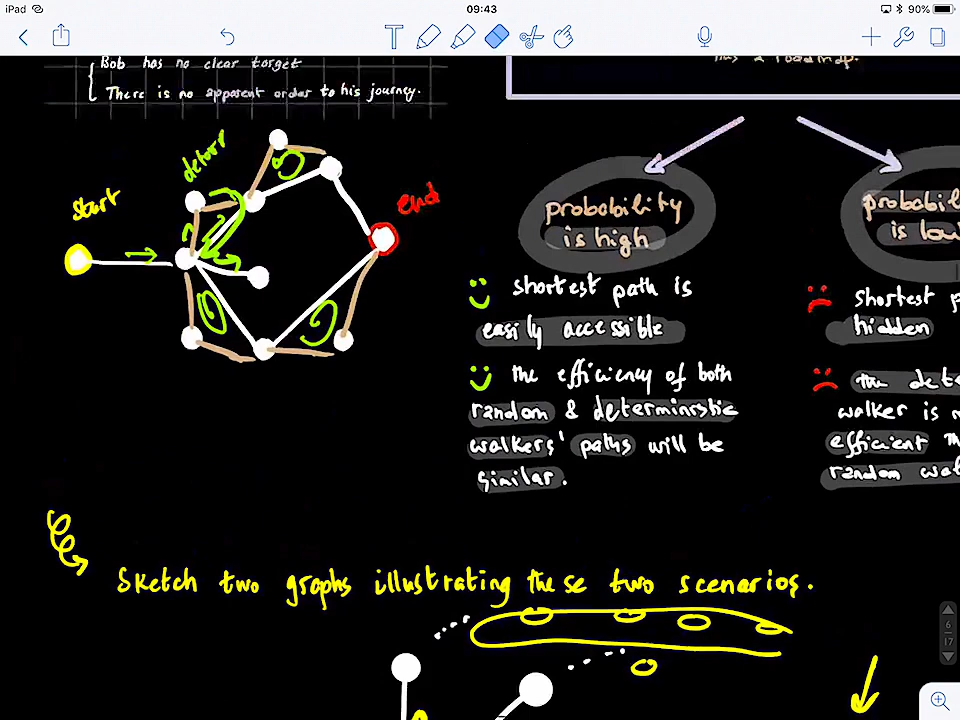 iPad
09:43
90%
Bob has no clear target
There is no apparent order to his journey.
detour
start
end
probability
is high
shortest path is
easily accessible
the efficiency of both
random & deterministic
walkers' paths will be
similar.
is low
shortest p
hidden
the dete
walker is
efficient
random wal
Sketch two graphs illustrating these two scenarios.
6
17